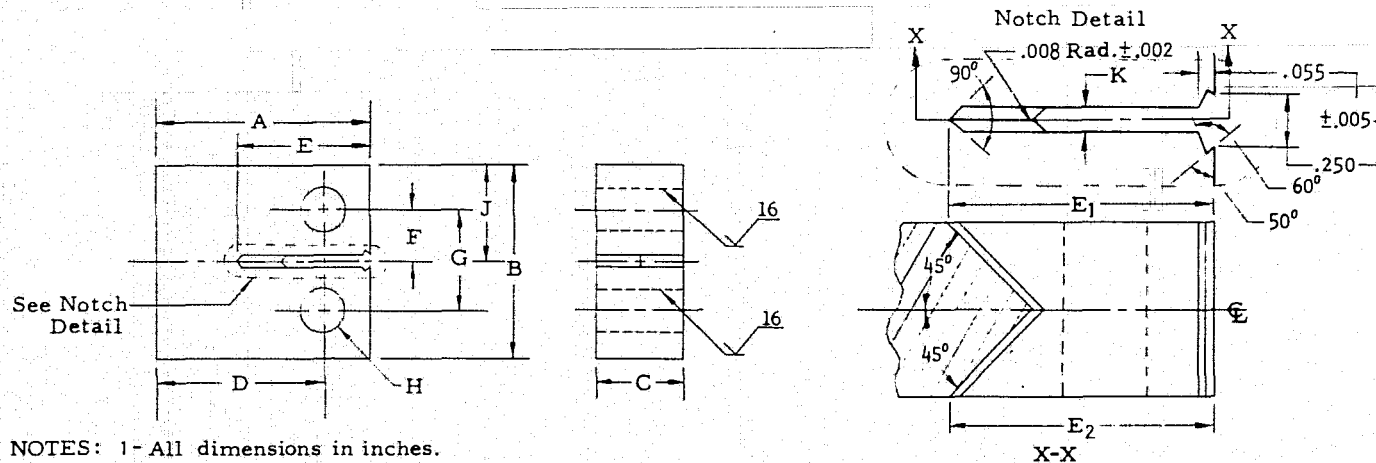 Notch Detail
X
X
.008 Rad.±.002
90°
K
.055
±.005
.250
60°
50°
A
E
J
F
G
B
See Notch
Detail
D
H
16
16
C
E1
45°
45°
℄
E2
X-X
NOTES: 1- All dimensions in inches.